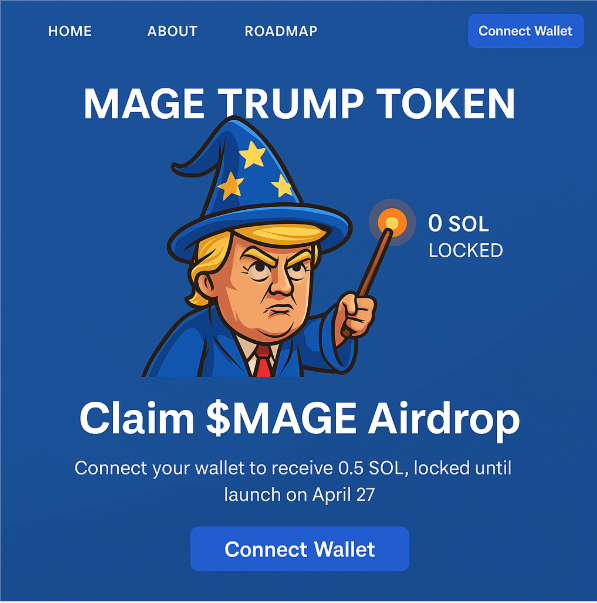 HOME ABOUT ROADMAP Connect Wallet
MAGE TRUMP TOKEN
0 SOL
LOCKED
Claim $MAGE Airdrop
Connect your wallet to receive 0.5 SOL, locked until
launch on April 27
Connect Wallet